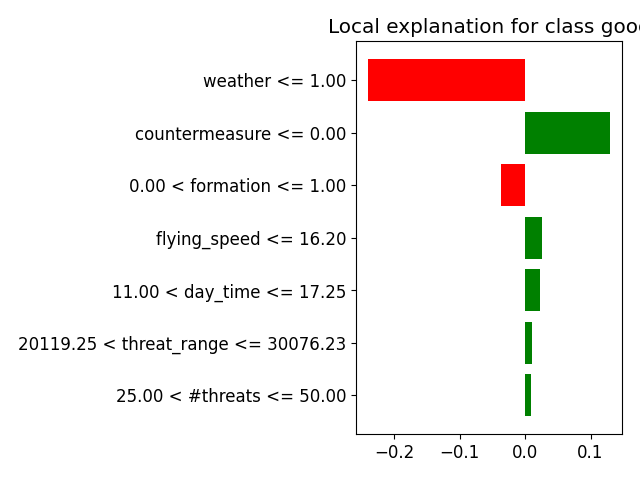 Local explanation for class goo
weather <= 1.00
countermeasure <= 0.00
0.00 < formation <= 1.00
flying_speed <= 16.20
11.00 < day_time <= 17.25
20119.25 < threat_range <= 30076.23
25.00 < #threats <= 50.00
−0.2 −0.1 0.0 0.1